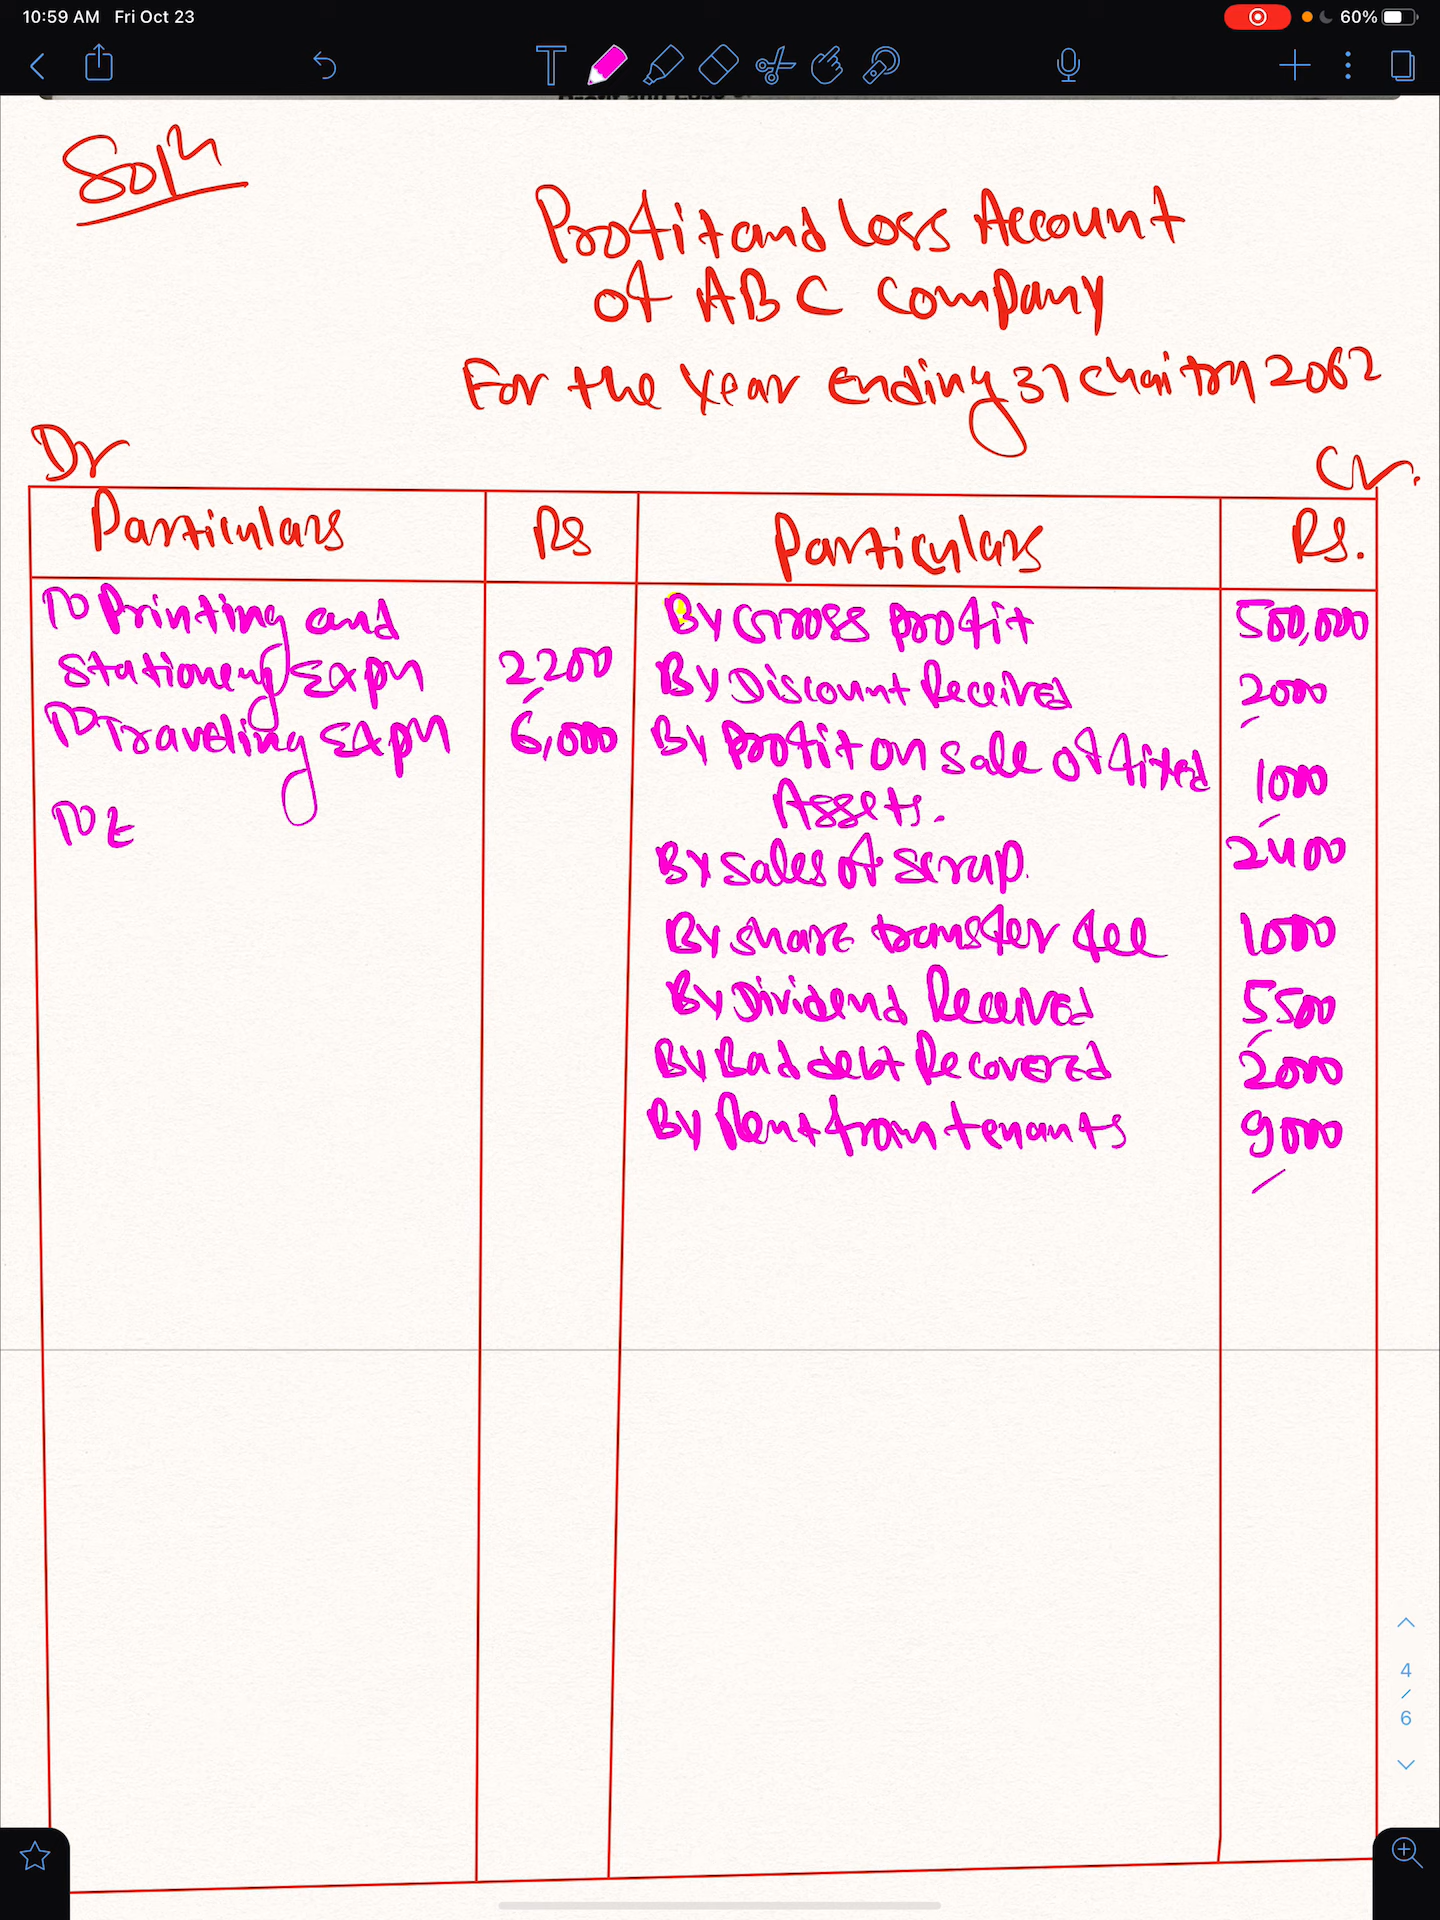 10:59 AM Fri Oct 23
60%
Soln
Profit and Loss Account
of ABC Company
For the Year Ending 31 Chaitra 2062
Dr
Cr.
Particulars Rs Particulars Rs.
To Printing and
Stationery Expn 2200
To Traveling Expn 6,000
To E
By Gross profit 500,000
By Discount Received 2000
By Profit on sale of fixed
Assets. 1000
By sales of scrap. 2400
By share transfer fee 1000
By Dividend Received 5500
By Bad debt Recovered 2000
By Rent from tenants 9000
4
/
6